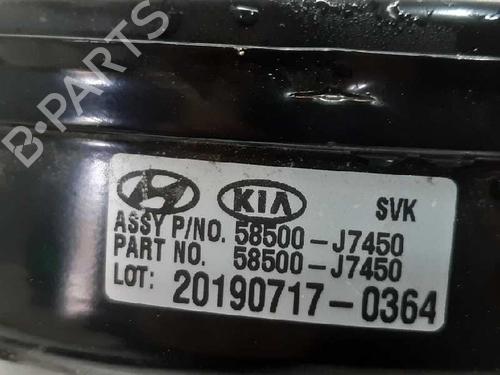 B-PARTS
KIA SVK
ASSY P/NO. 58500-J7450
PART NO. 58500-J7450
LOT: 20190717-0364